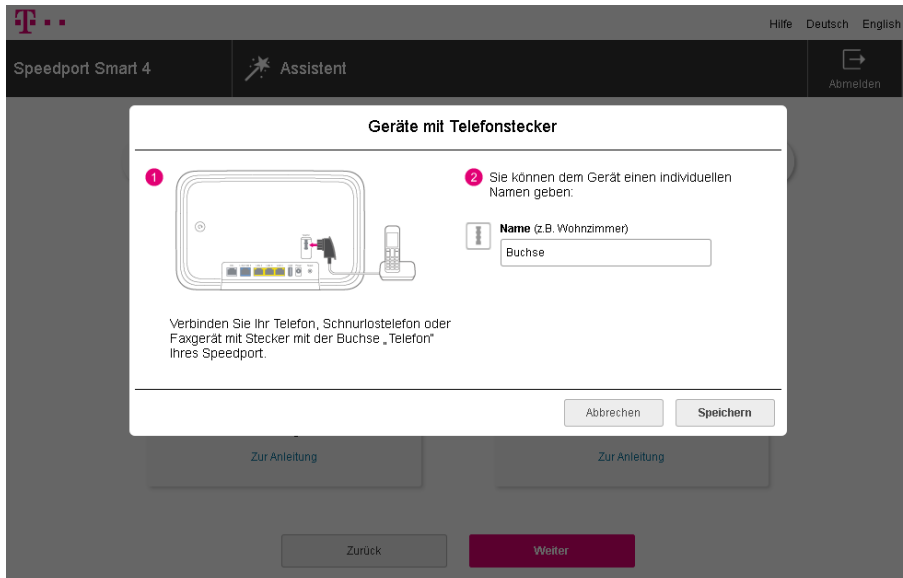 T
Hilfe Deutsch English
Speedport Smart 4
Assistent
Abmelden
Geräte mit Telefonstecker
1
Verbinden Sie Ihr Telefon, Schnurlostelefon oder
Faxgerät mit Stecker mit der Buchse „Telefon"
Ihres Speedport.
2 Sie können dem Gerät einen individuellen
Namen geben:
Name (z.B. Wohnzimmer)
Buchse
Abbrechen
Speichern
Zur Anleitung
Zur Anleitung
Zurück
Weiter